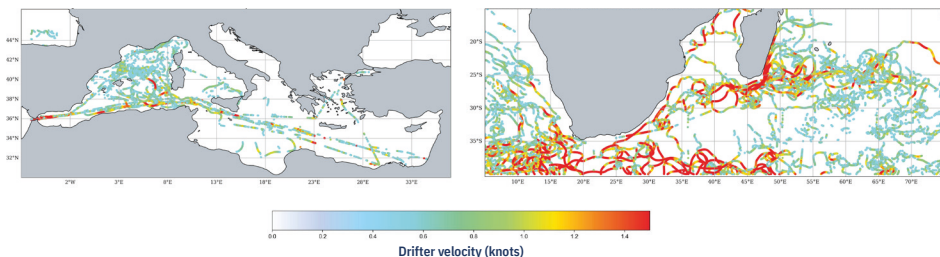 44°N
42°N
40°N
38°N
36°N
34°N
32°N
2°W 3°E 8°E 13°E 18°E 23°E 28°E 33°E
20°S
25°S
30°S
35°S
10°E 15°E 20°E 25°E 30°E 35°E 40°E 45°E 50°E 55°E 60°E 65°E 70°E
0.0 0.2 0.4 0.6 0.8 1.0 1.2 1.4
Drifter velocity (knots)